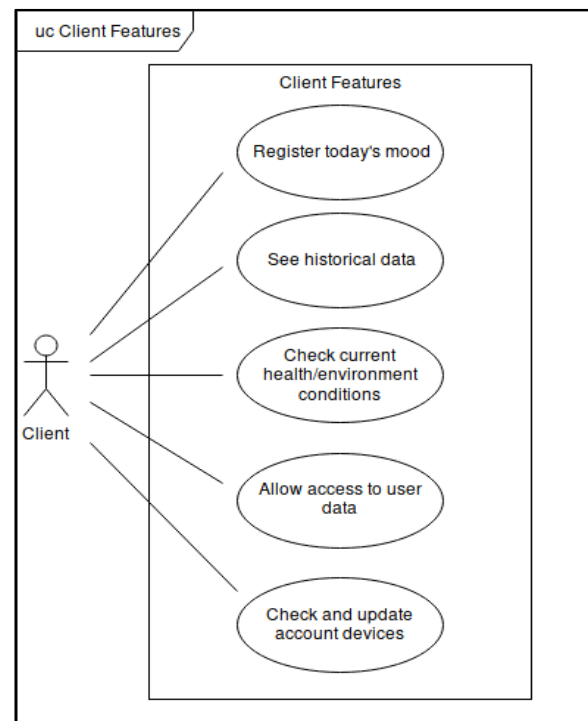 uc Client Features
Client Features
Register today's mood
See historical data
Check current
health/environment
conditions
Client
Allow access to user
data
Check and update
account devices